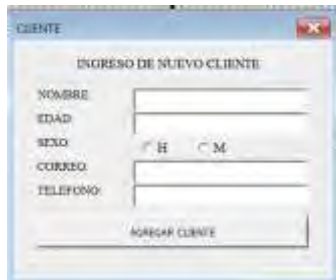 CLIENTE
INGRESO DE NUEVO CLIENTE
NOMBRE:
EDAD:
SEXO: H M
CORREO:
TELEFONO:
AGREGAR CLIENTE